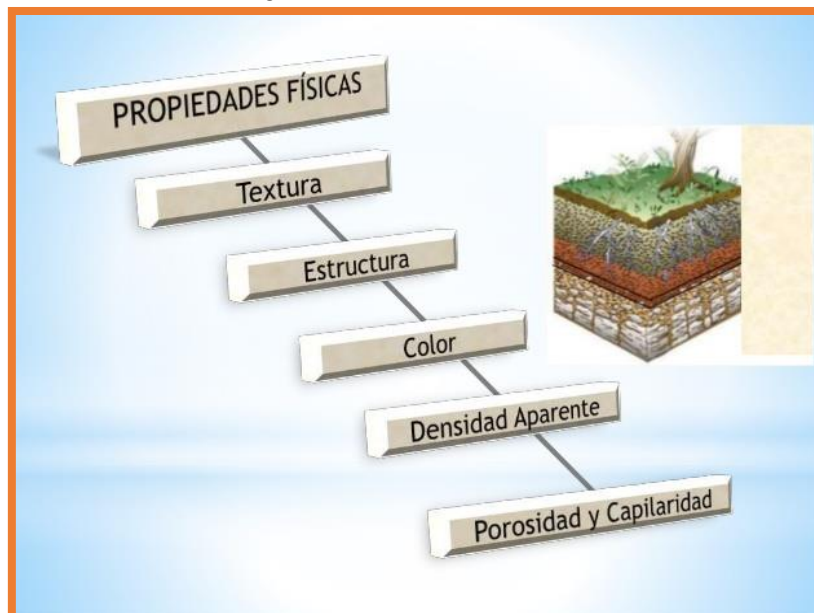 PROPIEDADES FÍSICAS
Textura
Estructura
Color
Densidad Aparente
Porosidad y Capilaridad